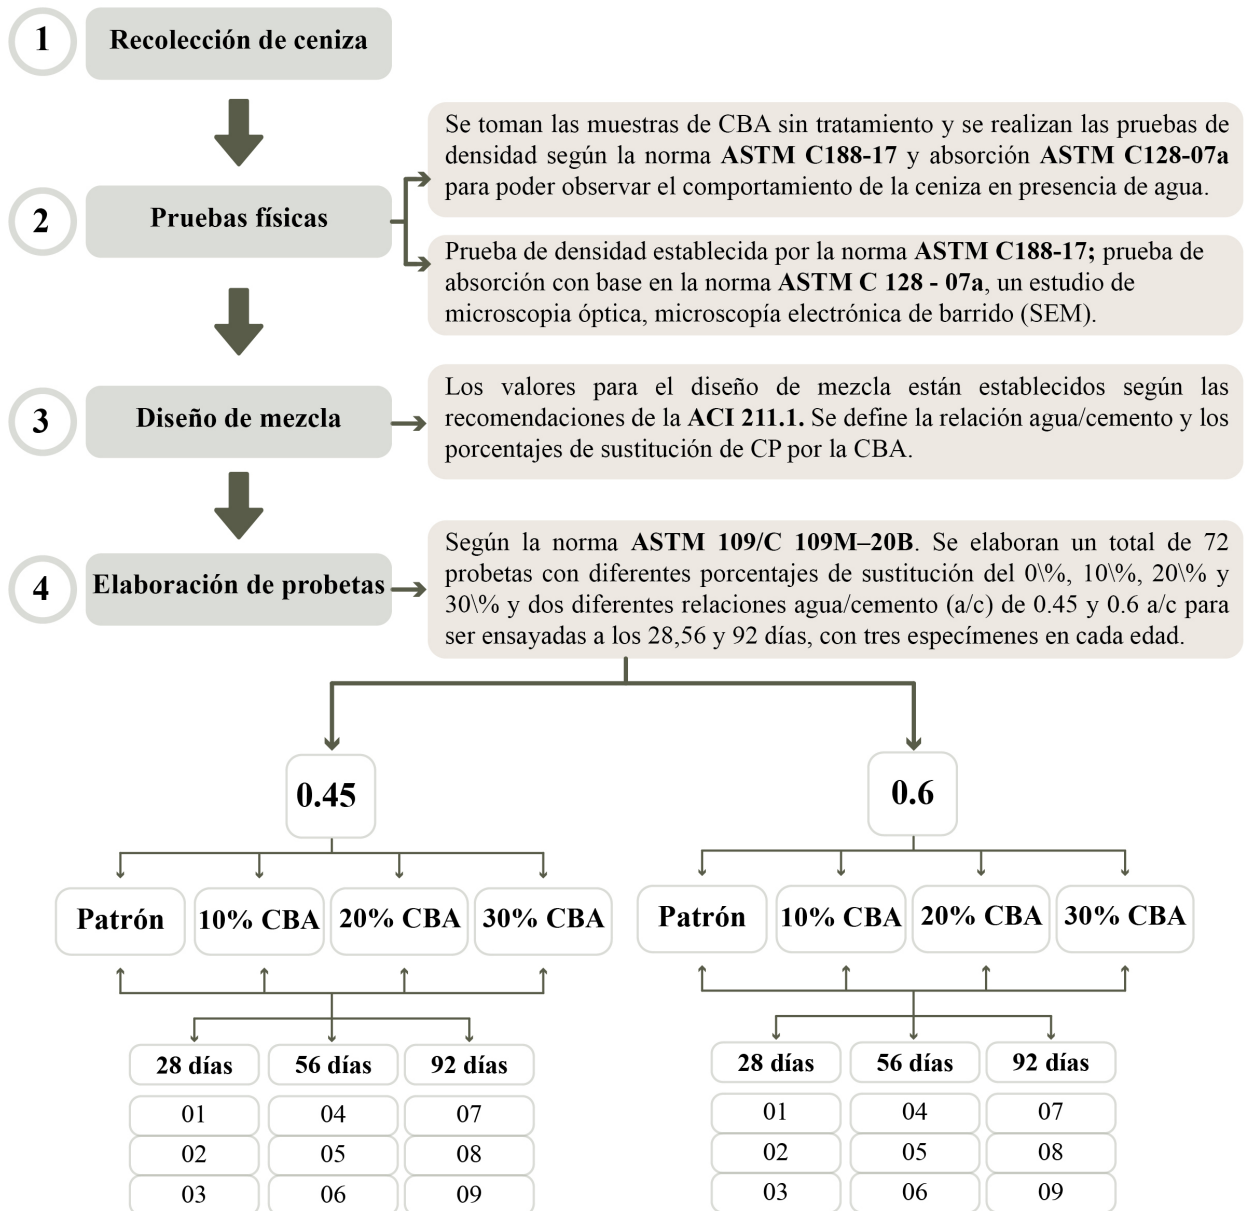 1
Recolección de ceniza
Se toman las muestras de CBA sin tratamiento y se realizan las pruebas de
densidad según la norma ASTM C188-17 y absorción ASTM C128-07a
para poder observar el comportamiento de la ceniza en presencia de agua.
2
Pruebas físicas
Prueba de densidad establecida por la norma ASTM C188-17; prueba de
absorción con base en la norma ASTM C 128 - 07a, un estudio de
microscopia óptica, microscopía electrónica de barrido (SEM).
3
Diseño de mezcla
Los valores para el diseño de mezcla están establecidos según las
recomendaciones de la ACI 211.1. Se define la relación agua/cemento y los
porcentajes de sustitución de CP por la CBA.
4
Elaboración de probetas
Según la norma ASTM 109/C 109M–20B. Se elaboran un total de 72
probetas con diferentes porcentajes de sustitución del 0\%, 10\%, 20\% y
30\% y dos diferentes relaciones agua/cemento (a/c) de 0.45 y 0.6 a/c para
ser ensayadas a los 28,56 y 92 días, con tres especímenes en cada edad.
0.45
Patrón 10% CBA 20% CBA 30% CBA
28 días 56 días 92 días
01 04 07
02 05 08
03 06 09
0.6
Patrón 10% CBA 20% CBA 30% CBA
28 días 56 días 92 días
01 04 07
02 05 08
03 06 09